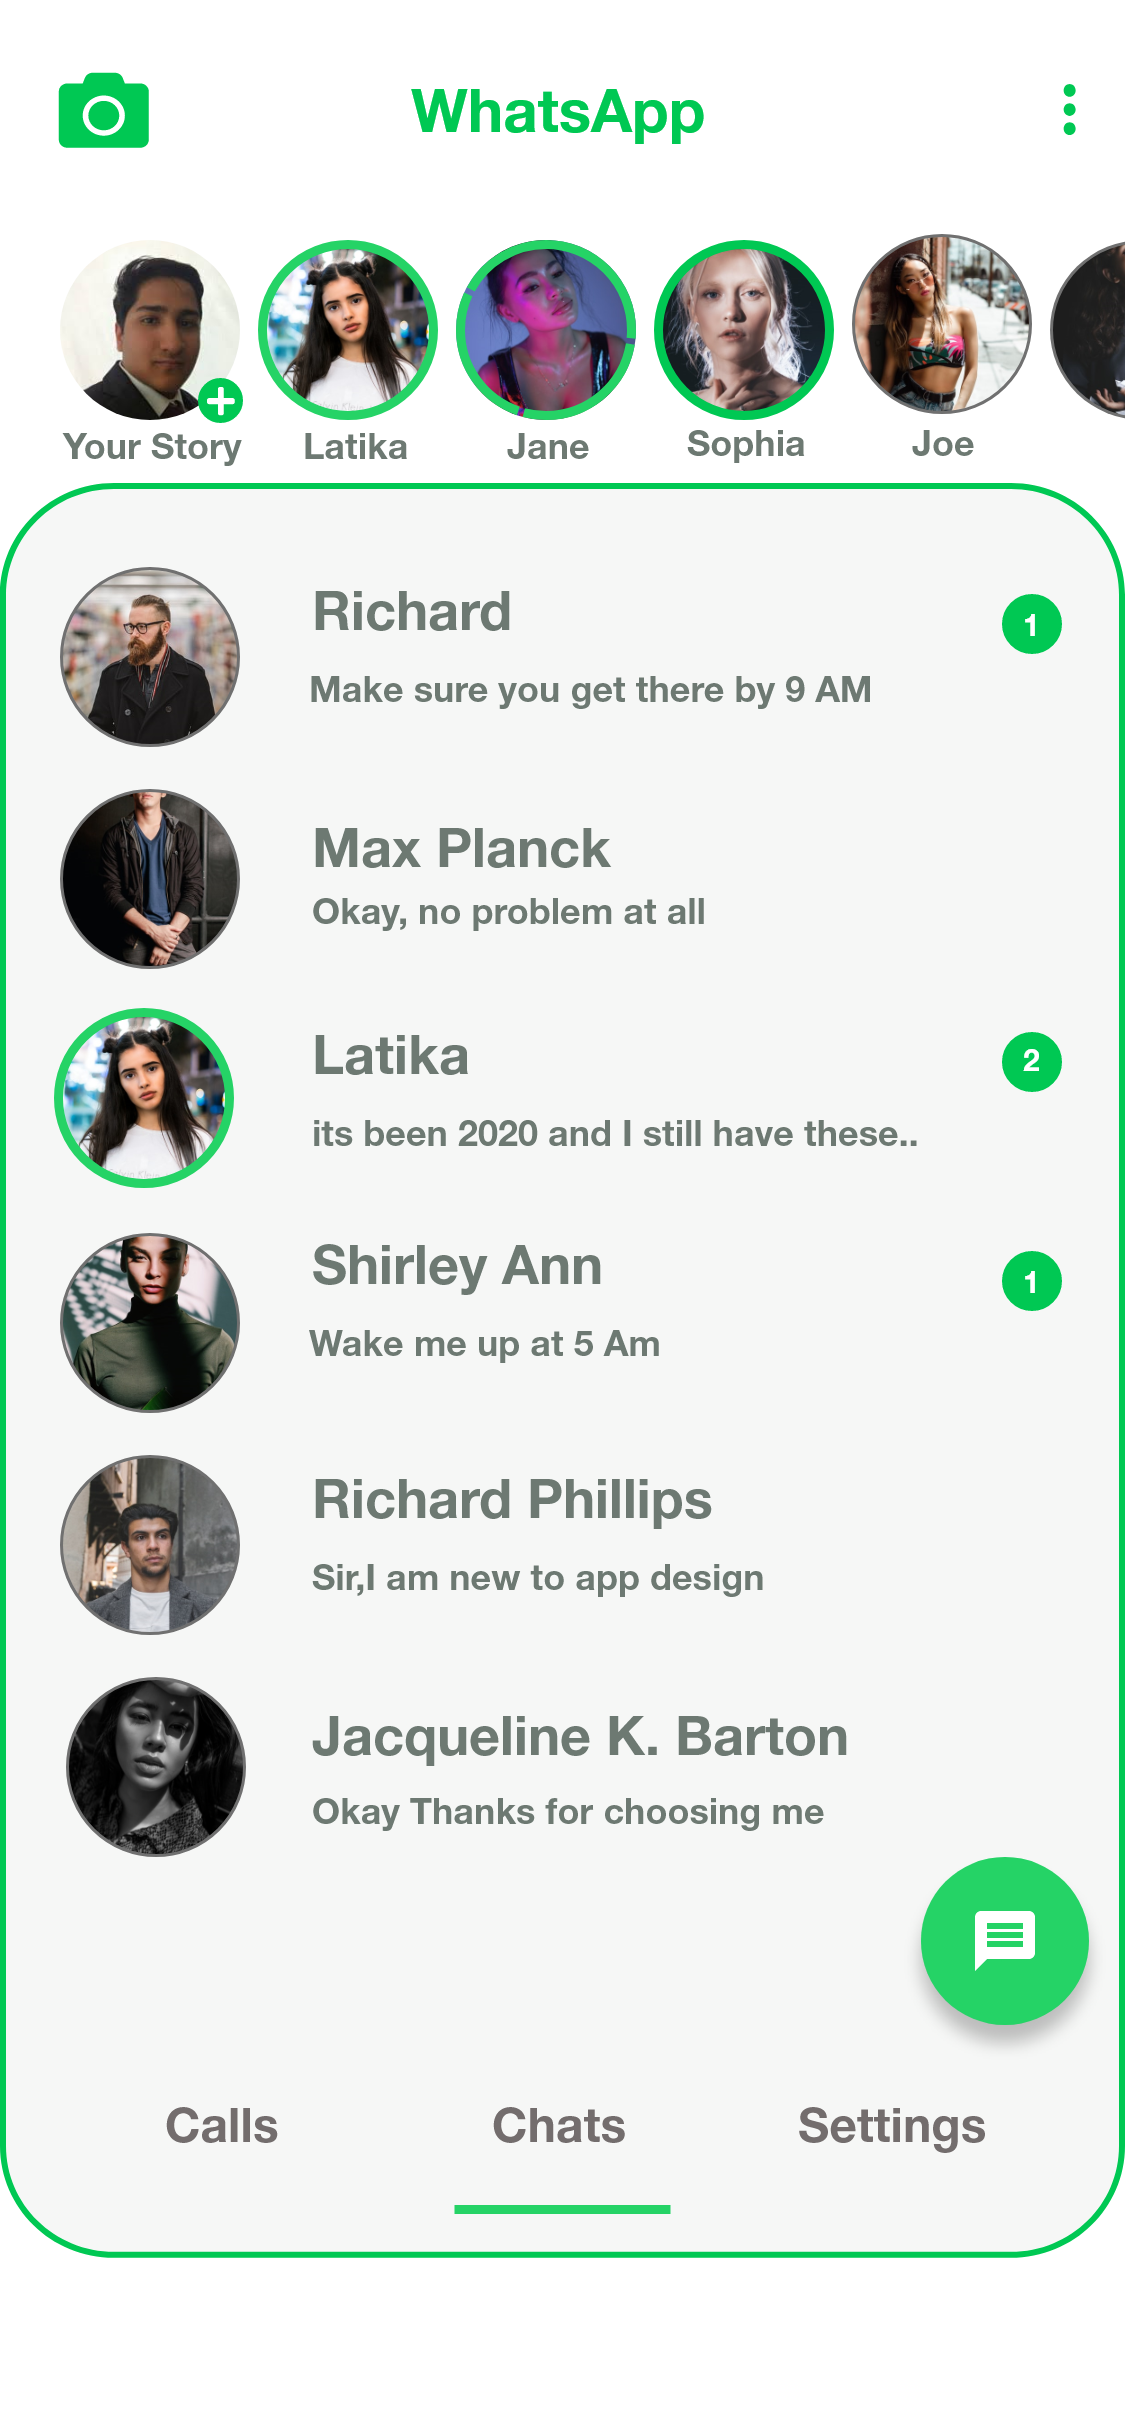 WhatsApp
Your Story
Latika
Jane
Sophia
Joe
Richard
1
Make sure you get there by 9 AM
Max Planck
Okay, no problem at all
Latika
2
its been 2020 and I still have these..
Shirley Ann
1
Wake me up at 5 Am
Richard Phillips
Sir,I am new to app design
Jacqueline K. Barton
Okay Thanks for choosing me
Calls
Chats
Settings